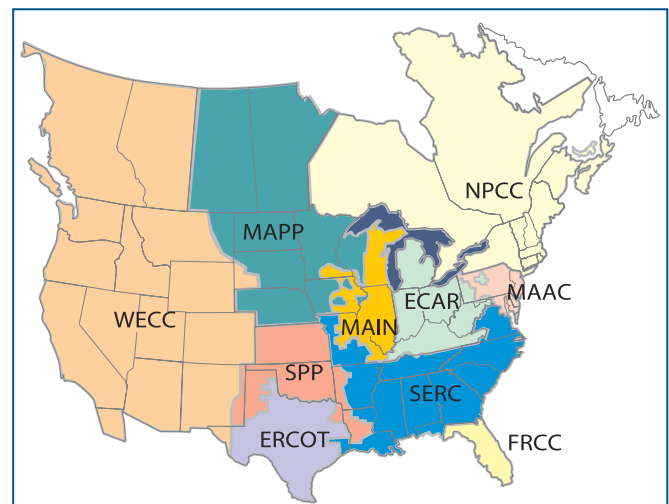 NPCC
MAPP
MAAC
ECAR
WECC
MAIN
SPP
SERC
ERCOT
FRCC